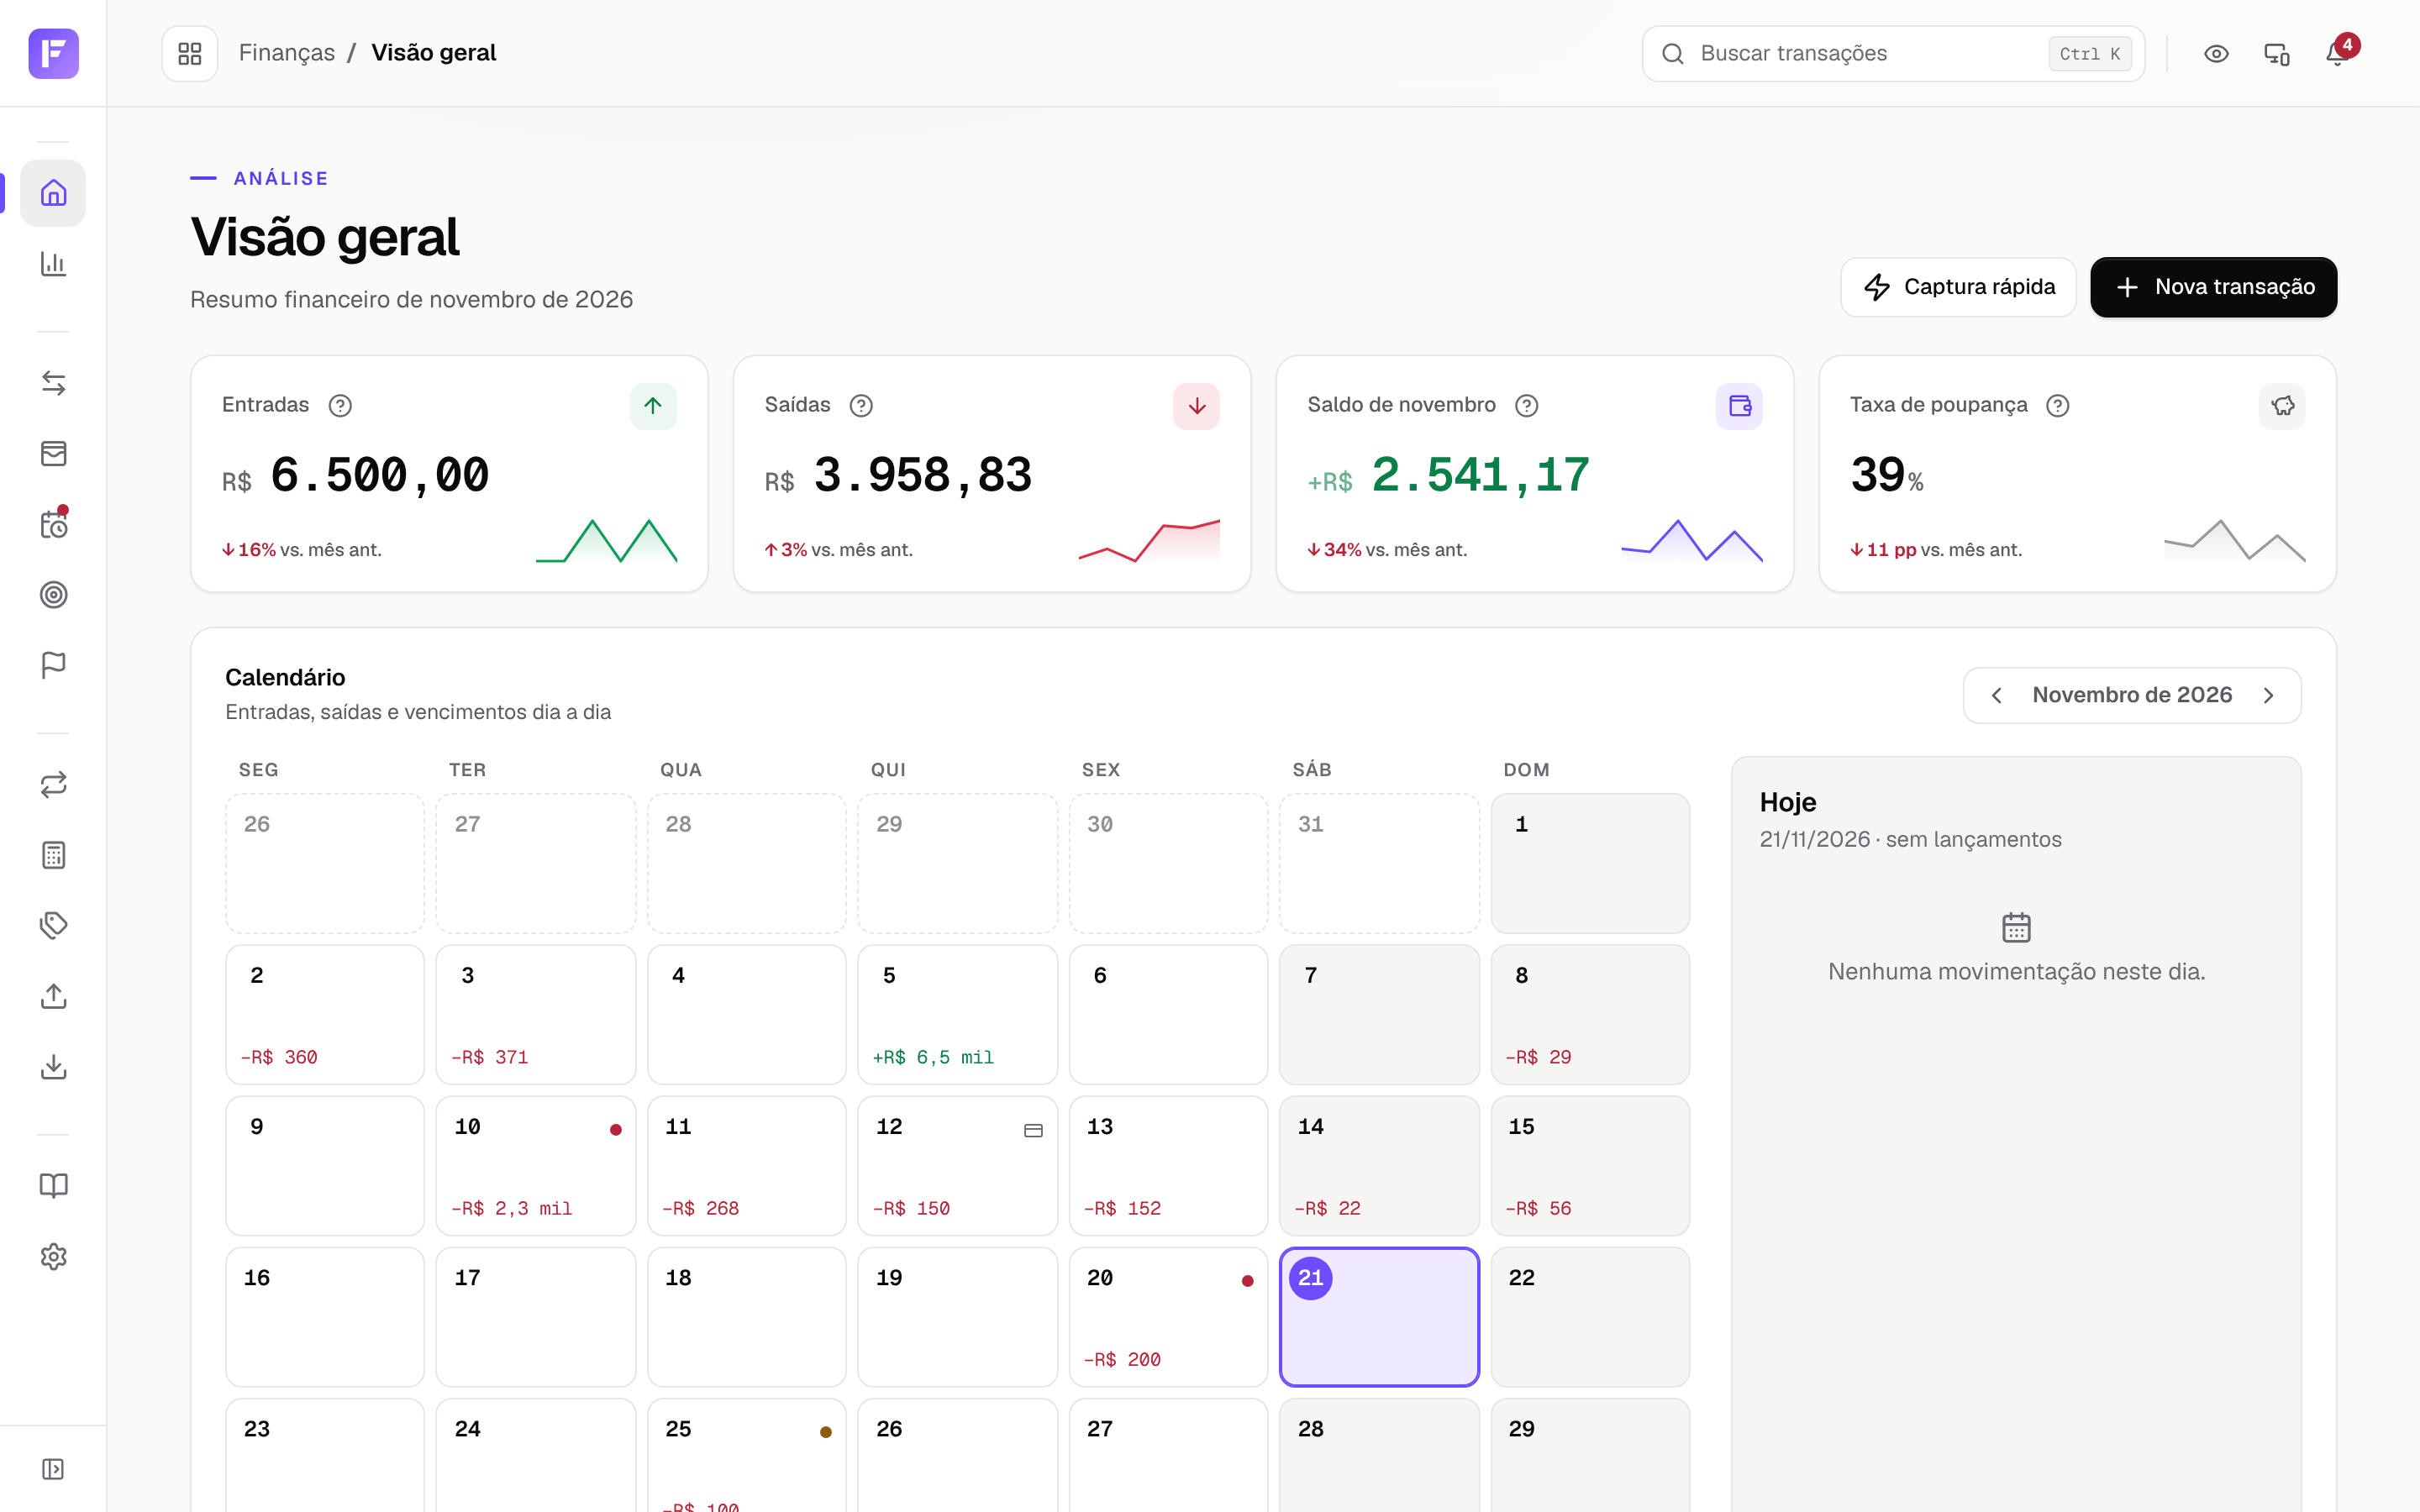 F
Finanças / Visão geral
Buscar transações
Ctrl K
4
ANÁLISE
Visão geral
Resumo financeiro de novembro de 2026
Captura rápida
Nova transação
Entradas
R$ 6.500,00
16% vs. mês ant.
Saídas
R$ 3.958,83
3% vs. mês ant.
Saldo de novembro
+R$ 2.541,17
34% vs. mês ant.
Taxa de poupança
39%
11 pp vs. mês ant.
Calendário
Entradas, saídas e vencimentos dia a dia
Novembro de 2026
SEG TER QUA QUI SEX SÁB DOM
26 27 28 29 30 31 1
2 3 4 5 6 7 8
−R$ 360 −R$ 371 +R$ 6,5 mil −R$ 29
9 10 11 12 13 14 15
−R$ 2,3 mil −R$ 268 −R$ 150 −R$ 152 −R$ 22 −R$ 56
16 17 18 19 20 21 22
−R$ 200
23 24 25 26 27 28 29
−R$ 100
Hoje
21/11/2026 · sem lançamentos
Nenhuma movimentação neste dia.